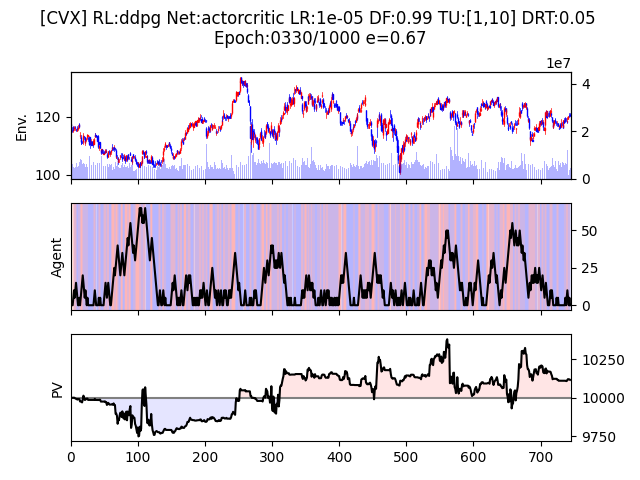 [CVX] RL:ddpg Net:actorcritic LR:1e-05 DF:0.99 TU:[1,10] DRT:0.05
Epoch:0330/1000 e=0.67
1e7
Env.
120
100
4
2
0
Agent
50
25
0
PV
10250
10000
9750
0 100 200 300 400 500 600 700